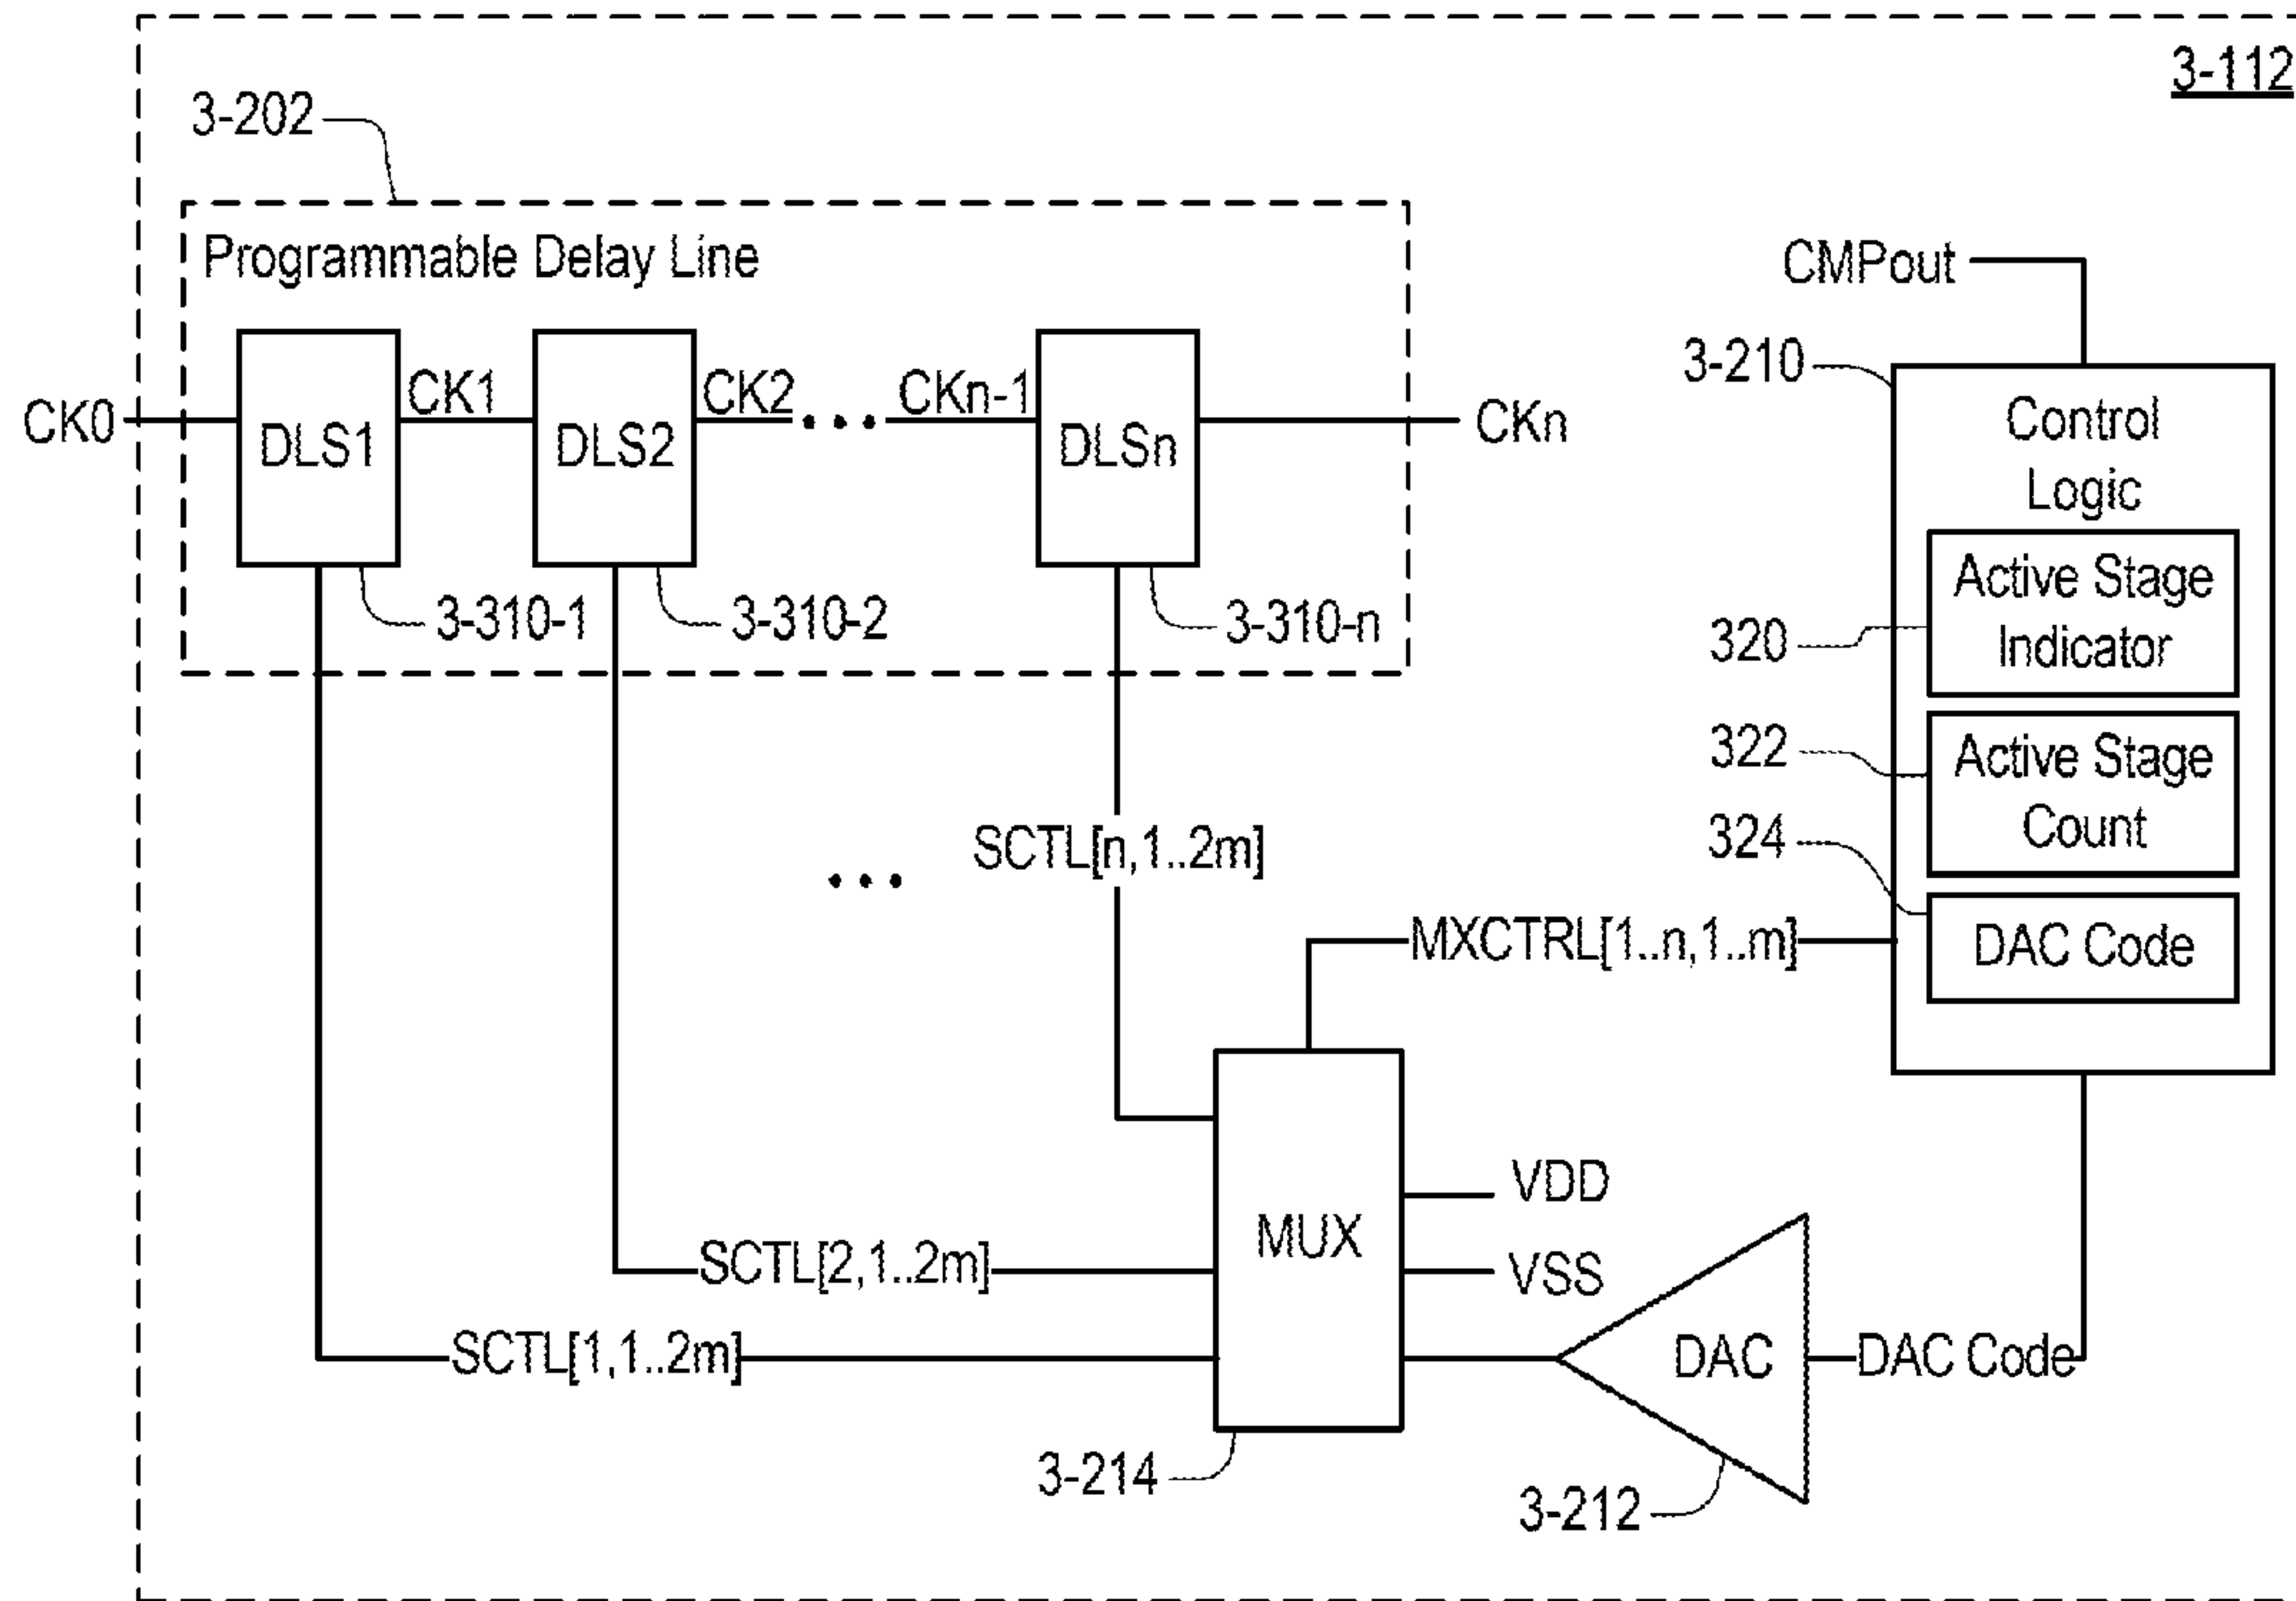 3-112
3-202
Programmable Delay Line
CMPout
3-210
CK0
DLS1
CK1
DLS2
CK2
CKn-1
DLSn
CKn
Control
Logic
3-310-1
3-310-2
3-310-n
320
Active Stage
Indicator
322
Active Stage
Count
324
DAC Code
SCTL[n,1..2m]
MXCTRL[1..n,1..m]
MUX
VDD
VSS
SCTL[2,1..2m]
SCTL[1,1..2m]
DAC
DAC Code
3-214
3-212